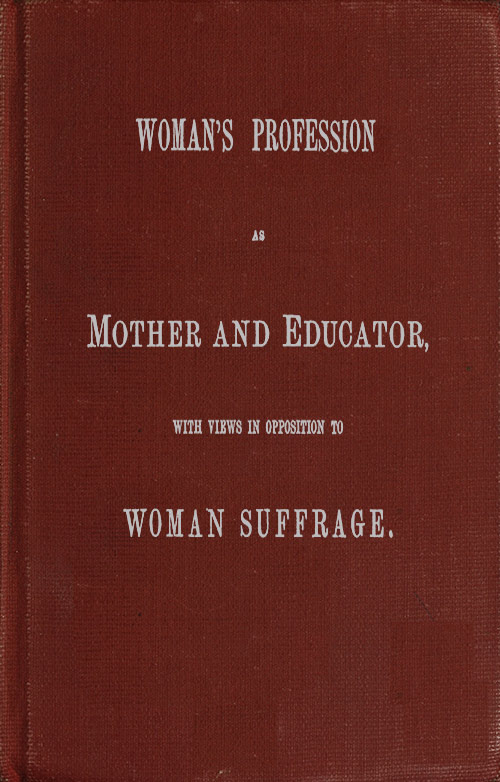 WOMAN'S PROFESSION
AS
MOTHER AND EDUCATOR,
WITH VIEWS IN OPPOSITION TO
WOMAN SUFFRAGE.